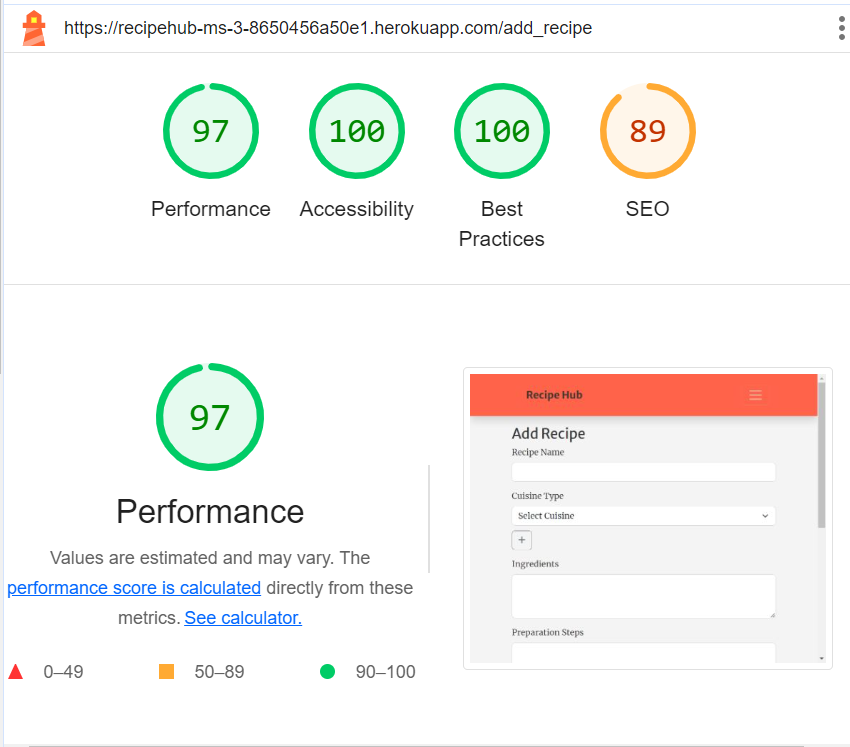 https://recipehub-ms-3-8650456a50e1.herokuapp.com/add_recipe
97
100
100
89
Performance
Accessibility
Best
Practices
SEO
97
Performance
Values are estimated and may vary. The
performance score is calculated directly from these
metrics. See calculator.
0–49
50–89
90–100
Recipe Hub
Add Recipe
Recipe Name
Cuisine Type
Select Cuisine
+
Ingredients
Preparation Steps